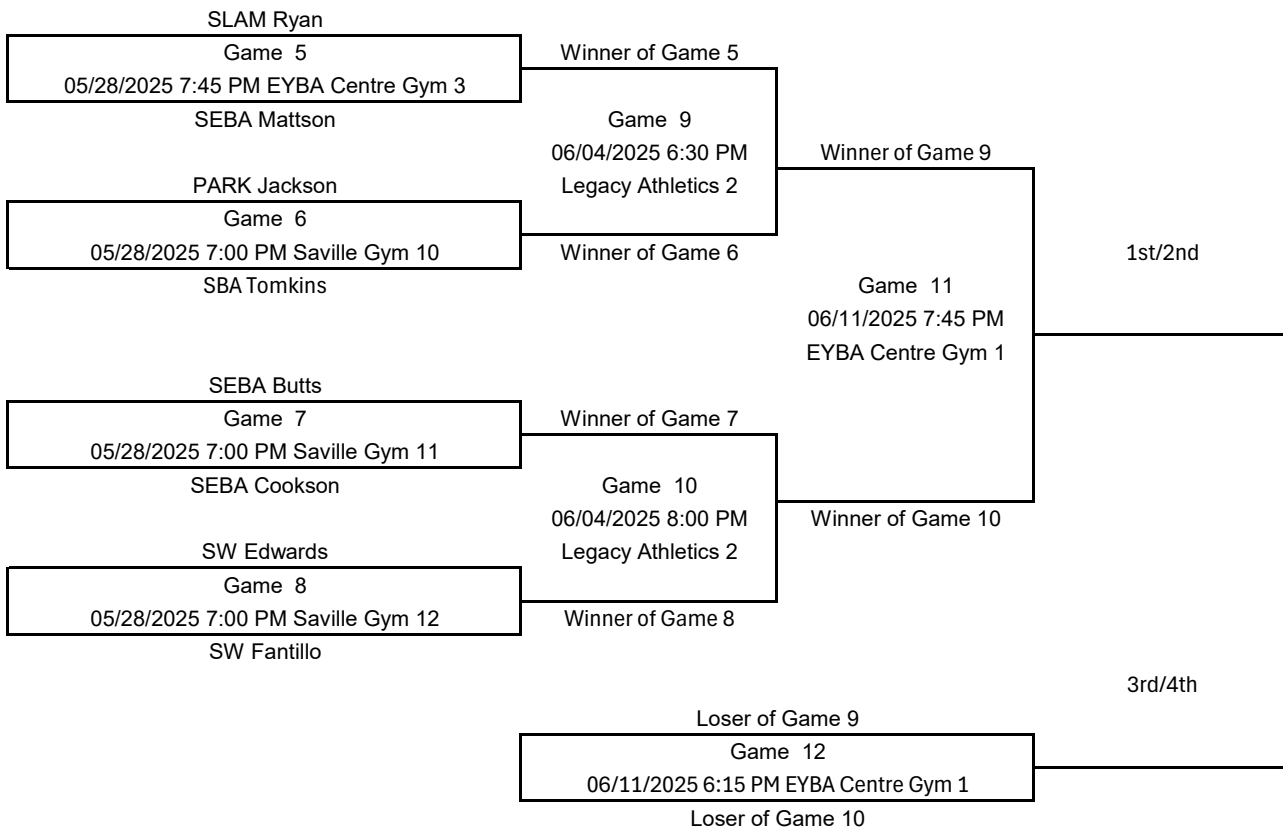 SLAM Ryan
Game 5
05/28/2025 7:45 PM EYBA Centre Gym 3
SEBA Mattson
Winner of Game 5
Game 9
06/04/2025 6:30 PM
Legacy Athletics 2
Winner of Game 6
PARK Jackson
Game 6
05/28/2025 7:00 PM Saville Gym 10
SBA Tomkins
Winner of Game 9
Game 11
06/11/2025 7:45 PM
EYBA Centre Gym 1
Winner of Game 10
1st/2nd
SEBA Butts
Game 7
05/28/2025 7:00 PM Saville Gym 11
SEBA Cookson
Winner of Game 7
Game 10
06/04/2025 8:00 PM
Legacy Athletics 2
Winner of Game 8
SW Edwards
Game 8
05/28/2025 7:00 PM Saville Gym 12
SW Fantillo
3rd/4th
Loser of Game 9
Game 12
06/11/2025 6:15 PM EYBA Centre Gym 1
Loser of Game 10